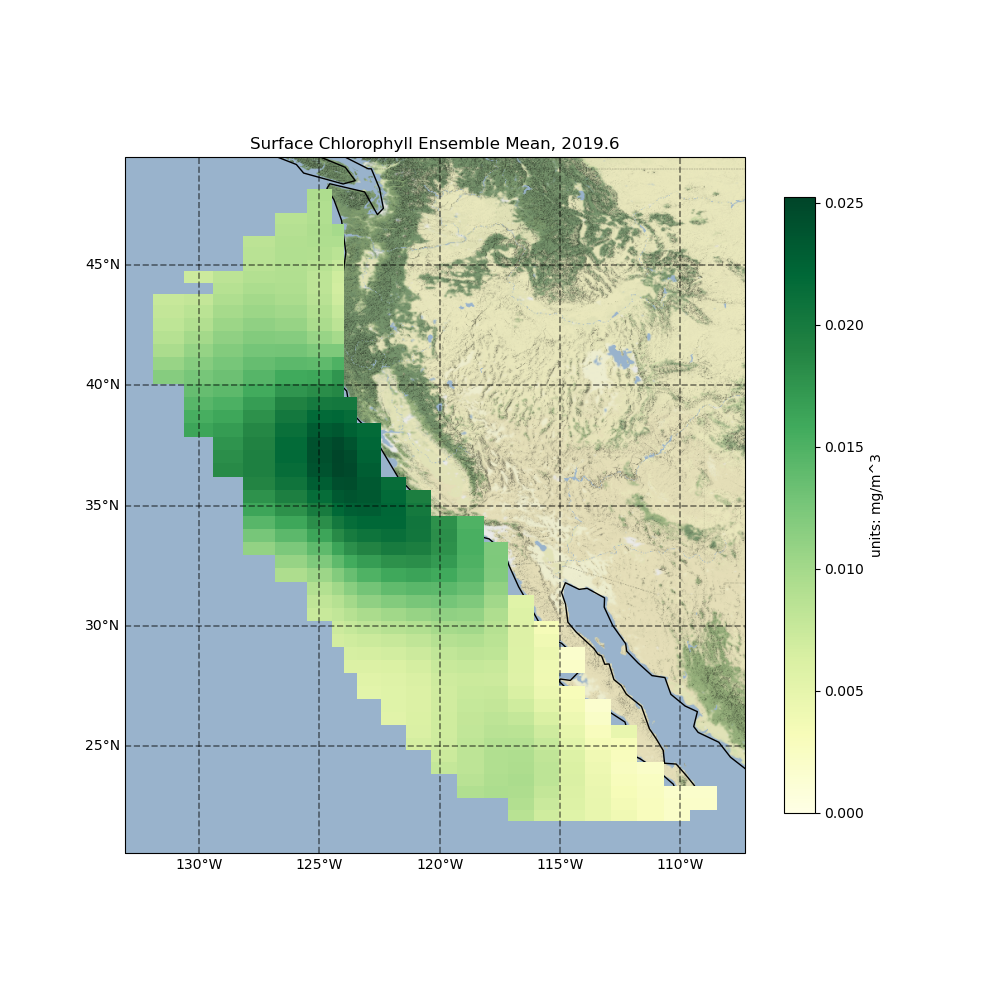 Surface Chlorophyll Ensemble Mean, 2019.6
45°N
40°N
35°N
30°N
25°N
130°W
125°W
120°W
115°W
110°W
0.025
0.020
0.015
0.010
0.005
0.000
units: mg/m^3